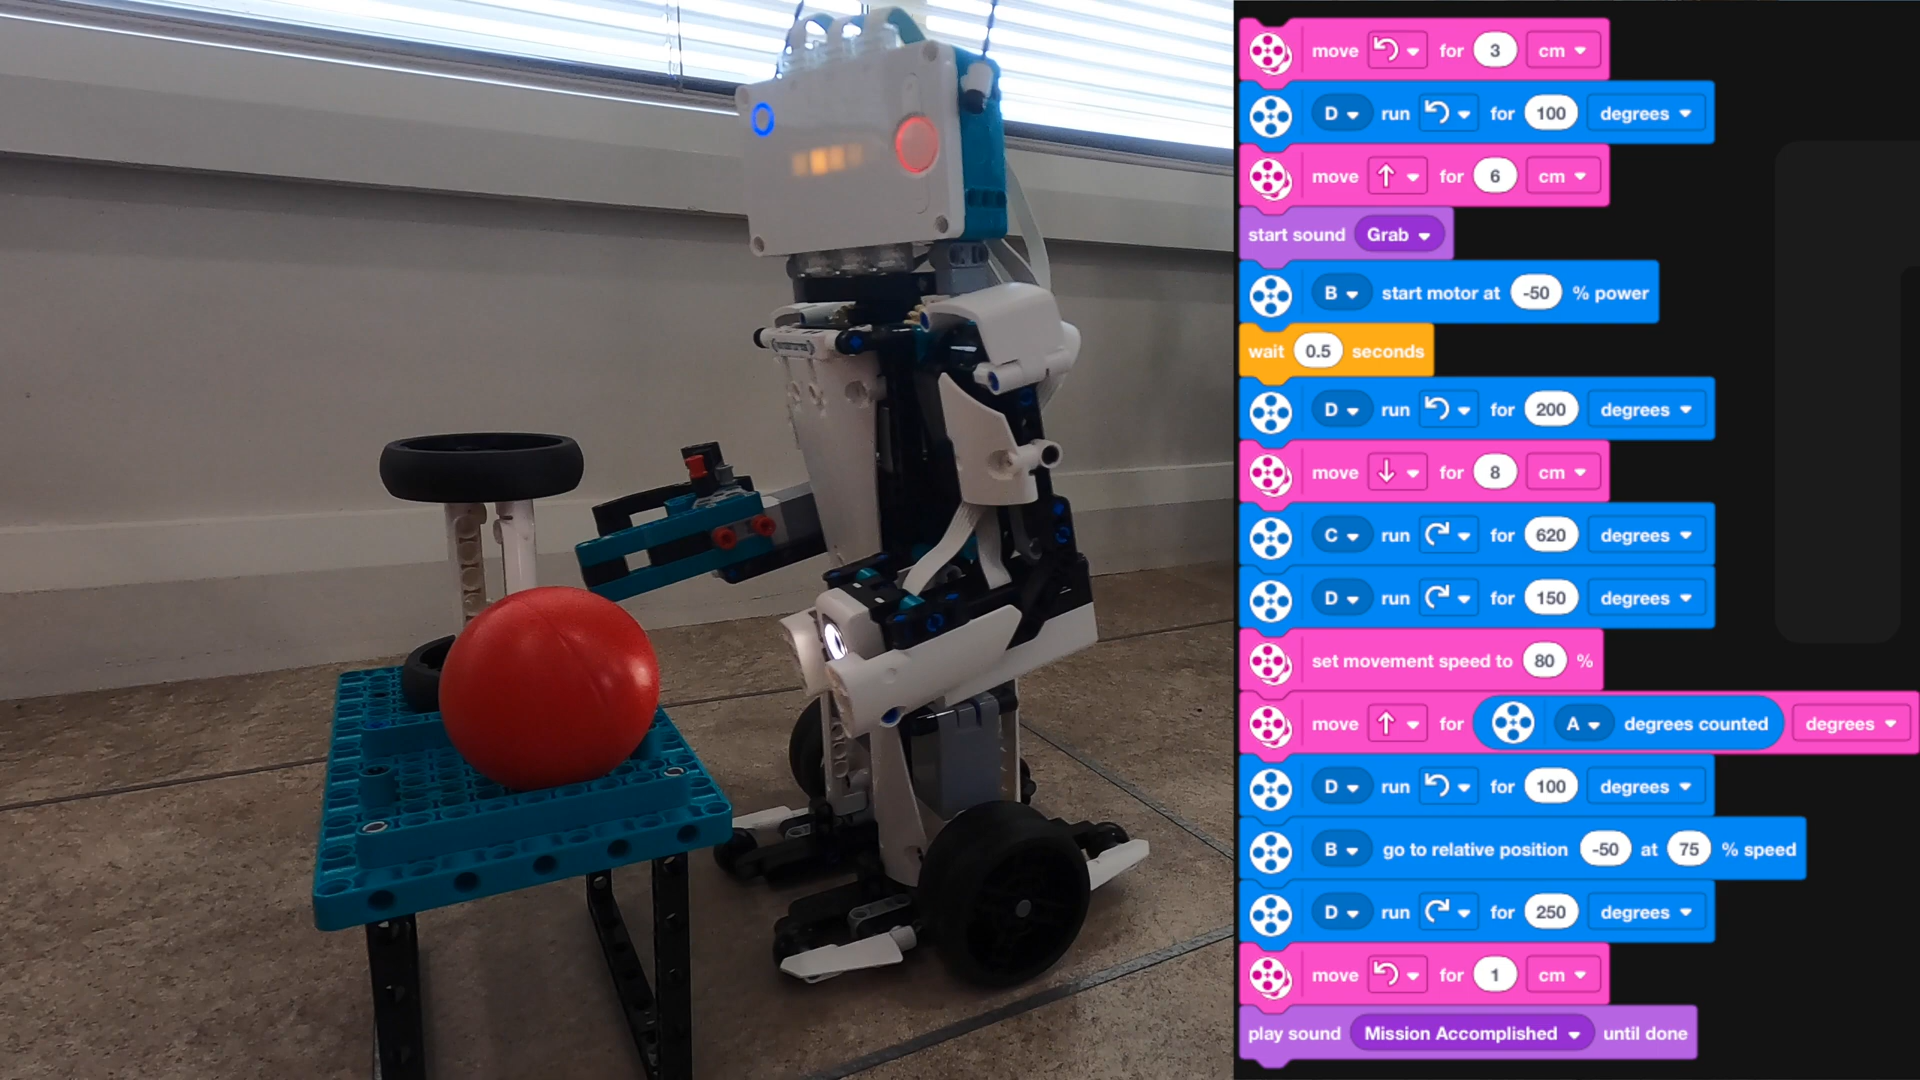 move for 3 cm
D run for 100 degrees
move for 6 cm
start sound Grab
B start motor at -50 % power
wait 0.5 seconds
D run for 200 degrees
move for 8 cm
C run for 620 degrees
D run for 150 degrees
set movement speed to 80 %
move for A degrees counted degrees
D run for 100 degrees
B go to relative position -50 at 75 % speed
D run for 250 degrees
move for 1 cm
play sound Mission Accomplished until done